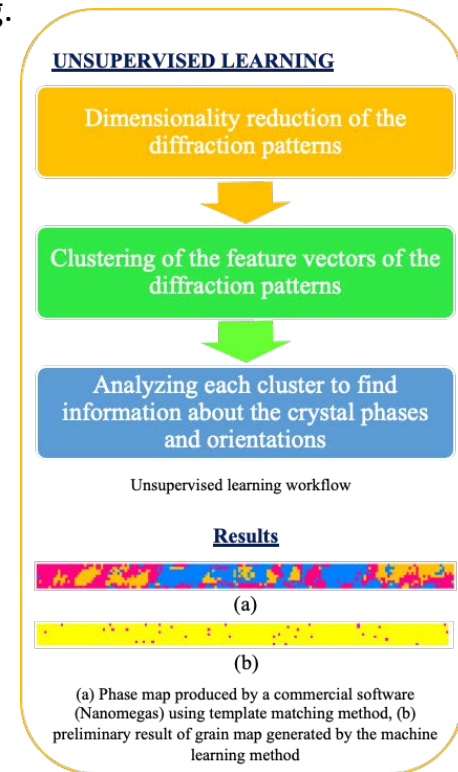 g.
UNSUPERVISED LEARNING
Dimensionality reduction of the
diffraction patterns
Clustering of the feature vectors of the
diffraction patterns
Analyzing each cluster to find
information about the crystal phases
and orientations
Unsupervised learning workflow
Results
(a)
(b)
(a) Phase map produced by a commercial software
(Nanomegas) using template matching method, (b)
preliminary result of grain map generated by the machine
learning method